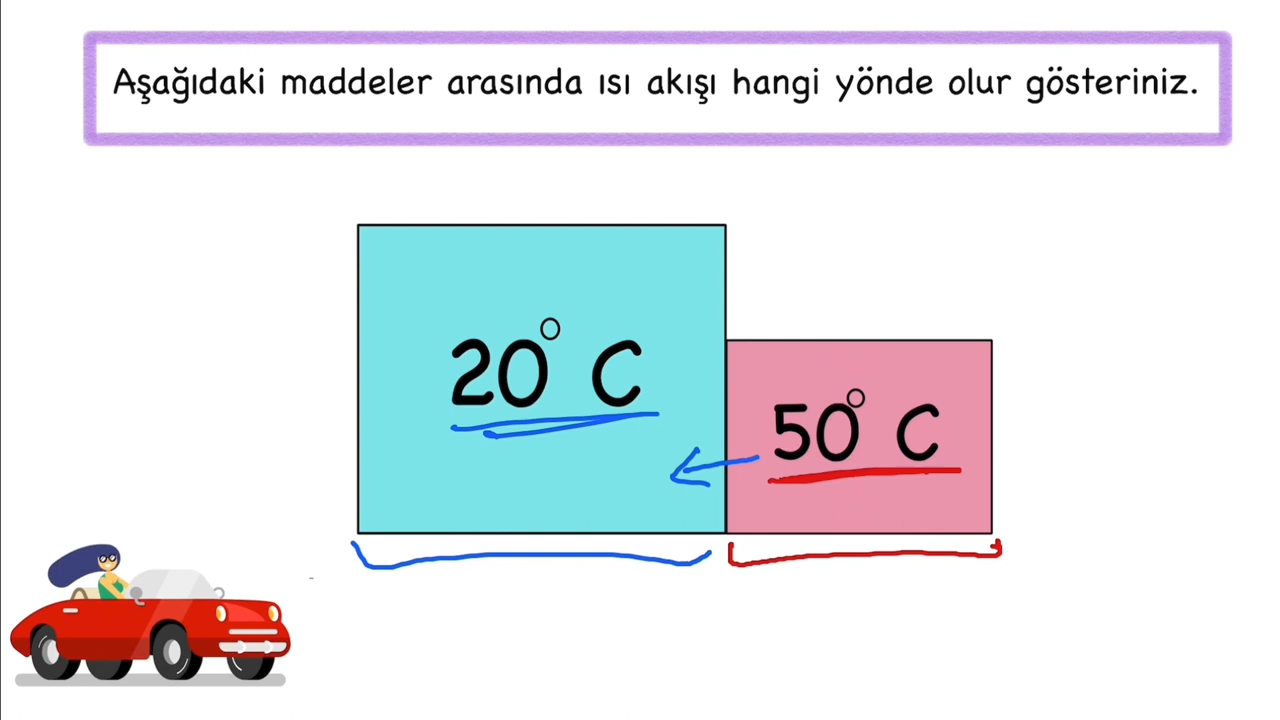 Aşağıdaki maddeler arasında ısı akışı hangi yönde olur gösteriniz.
20° C
50° C